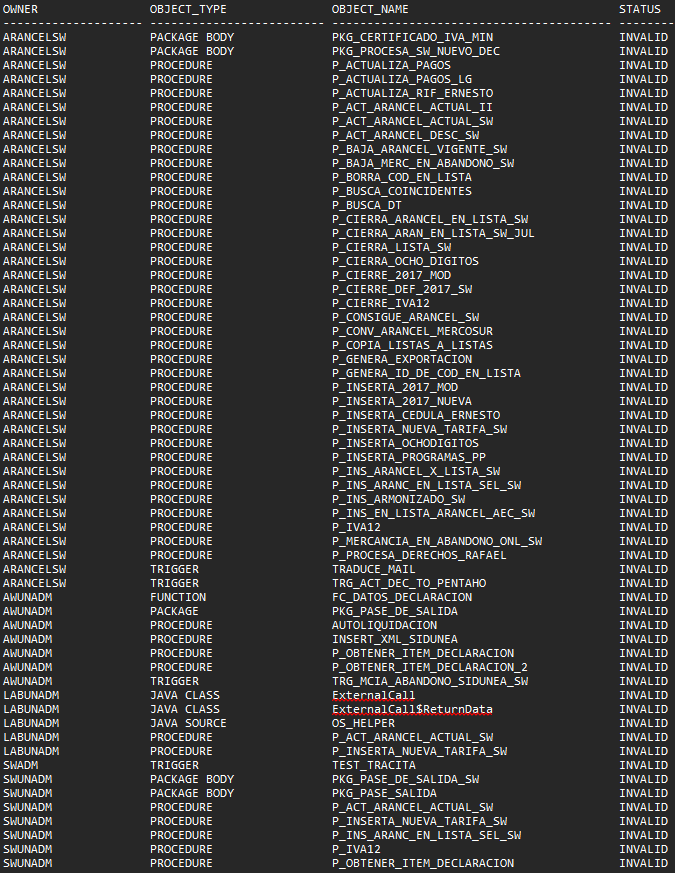 OWNER OBJECT_TYPE OBJECT_NAME STATUS
ARANCELSW PACKAGE BODY PKG_CERTIFICADO_IVA_MIN INVALID
ARANCELSW PACKAGE BODY PKG_PROCESA_SW_NUEVO_DEC INVALID
ARANCELSW PROCEDURE P_ACTUALIZA_PAGOS INVALID
ARANCELSW PROCEDURE P_ACTUALIZA_PAGOS_LG INVALID
ARANCELSW PROCEDURE P_ACTUALIZA_RIF_ERNESTO INVALID
ARANCELSW PROCEDURE P_ACT_ARANCEL_ACTUAL_II INVALID
ARANCELSW PROCEDURE P_ACT_ARANCEL_ACTUAL_SW INVALID
ARANCELSW PROCEDURE P_ACT_ARANCEL_DESC_SW INVALID
ARANCELSW PROCEDURE P_BAJA_ARANCEL_VIGENTE_SW INVALID
ARANCELSW PROCEDURE P_BAJA_MERC_EN_ABANDONO_SW INVALID
ARANCELSW PROCEDURE P_BORRA_COD_EN_LISTA INVALID
ARANCELSW PROCEDURE P_BUSCA_COINCIDENTES INVALID
ARANCELSW PROCEDURE P_BUSCA_DT INVALID
ARANCELSW PROCEDURE P_CIERRA_ARANCEL_EN_LISTA_SW INVALID
ARANCELSW PROCEDURE P_CIERRA_ARAN_EN_LISTA_SW_JUL INVALID
ARANCELSW PROCEDURE P_CIERRA_LISTA_SW INVALID
ARANCELSW PROCEDURE P_CIERRA_OCHO_DIGITOS INVALID
ARANCELSW PROCEDURE P_CIERRE_2017_MOD INVALID
ARANCELSW PROCEDURE P_CIERRE_DEF_2017_SW INVALID
ARANCELSW PROCEDURE P_CIERRE_IVA12 INVALID
ARANCELSW PROCEDURE P_CONSIGUE_ARANCEL_SW INVALID
ARANCELSW PROCEDURE P_CONV_ARANCEL_MERCOSUR INVALID
ARANCELSW PROCEDURE P_COPIA_LISTAS_A_LISTAS INVALID
ARANCELSW PROCEDURE P_GENERA_EXPORTACION INVALID
ARANCELSW PROCEDURE P_GENERA_ID_DE_COD_EN_LISTA INVALID
ARANCELSW PROCEDURE P_INSERTA_2017_MOD INVALID
ARANCELSW PROCEDURE P_INSERTA_2017_NUEVA INVALID
ARANCELSW PROCEDURE P_INSERTA_CEDULA_ERNESTO INVALID
ARANCELSW PROCEDURE P_INSERTA_NUEVA_TARIFA_SW INVALID
ARANCELSW PROCEDURE P_INSERTA_OCHODIGITOS INVALID
ARANCELSW PROCEDURE P_INSERTA_PROGRAMAS_PP INVALID
ARANCELSW PROCEDURE P_INS_ARANCEL_X_LISTA_SW INVALID
ARANCELSW PROCEDURE P_INS_ARANC_EN_LISTA_SEL_SW INVALID
ARANCELSW PROCEDURE P_INS_ARMONIZADO_SW INVALID
ARANCELSW PROCEDURE P_INS_EN_LISTA_ARANCEL_AEC_SW INVALID
ARANCELSW PROCEDURE P_IVA12 INVALID
ARANCELSW PROCEDURE P_MERCANCIA_EN_ABANDONO_ONL_SW INVALID
ARANCELSW PROCEDURE P_PROCESA_DERECHOS_RAFAEL INVALID
ARANCELSW TRIGGER TRADUCE_MAIL INVALID
ARANCELSW TRIGGER TRG_ACT_DEC_TO_PENTAHO INVALID
AWUNADM FUNCTION FC_DATOS_DECLARACION INVALID
AWUNADM PACKAGE PKG_PASE_DE_SALIDA INVALID
AWUNADM PROCEDURE AUTOLIQUIDACION INVALID
AWUNADM PROCEDURE INSERT_XML_SIDUNEA INVALID
AWUNADM PROCEDURE P_OBTENER_ITEM_DECLARACION INVALID
AWUNADM PROCEDURE P_OBTENER_ITEM_DECLARACION_2 INVALID
AWUNADM TRIGGER TRG_MCIA_ABANDONO_SIDUNEA_SW INVALID
LABUNADM JAVA CLASS ExternalCall INVALID
LABUNADM JAVA CLASS ExternalCall$ReturnData INVALID
LABUNADM JAVA SOURCE OS_HELPER INVALID
LABUNADM PROCEDURE P_ACT_ARANCEL_ACTUAL_SW INVALID
LABUNADM PROCEDURE P_INSERTA_NUEVA_TARIFA_SW INVALID
SWADM TRIGGER TEST_TRACITA INVALID
SWUNADM PACKAGE BODY PKG_PASE_DE_SALIDA_SW INVALID
SWUNADM PACKAGE BODY PKG_PASE_SALIDA INVALID
SWUNADM PROCEDURE P_ACT_ARANCEL_ACTUAL_SW INVALID
SWUNADM PROCEDURE P_INSERTA_NUEVA_TARIFA_SW INVALID
SWUNADM PROCEDURE P_INS_ARANC_EN_LISTA_SEL_SW INVALID
SWUNADM PROCEDURE P_IVA12 INVALID
SWUNADM PROCEDURE P_OBTENER_ITEM_DECLARACION INVALID